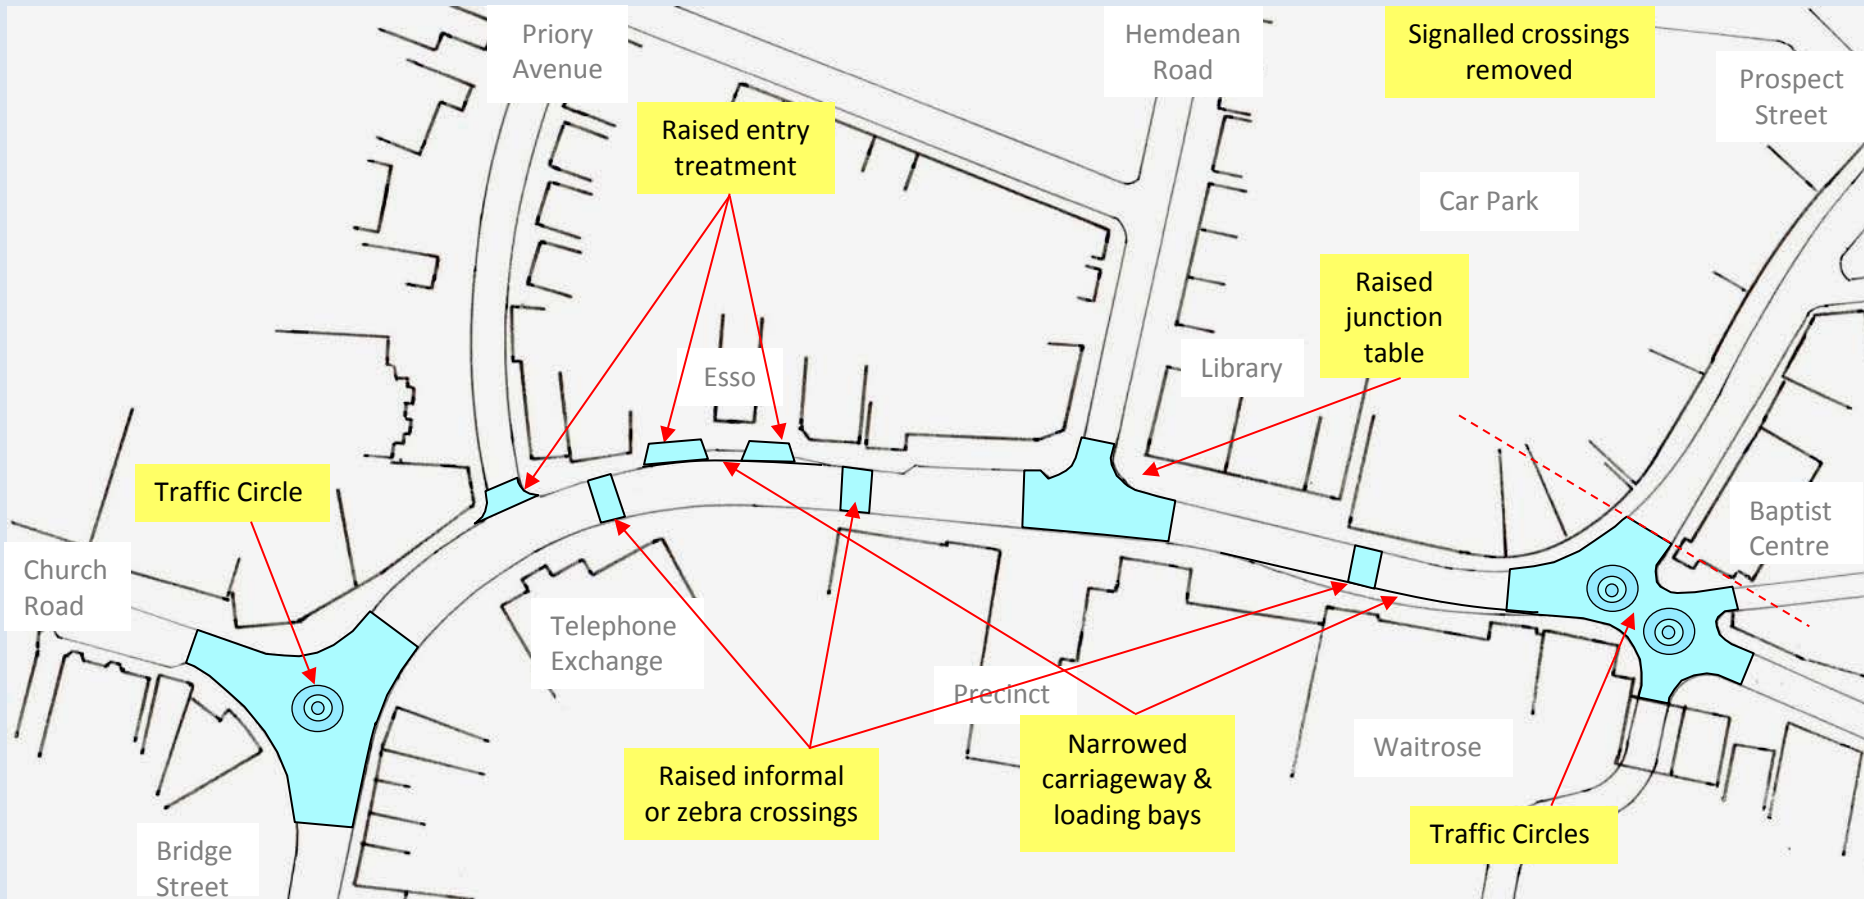 Priory
Avenue
Hemdean
Road
Signalled crossings
removed
Prospect
Street
Raised entry
treatment
Car Park
Raised
junction
table
Esso
Library
Traffic Circle
Baptist
Centre
Church
Road
Telephone
Exchange
Precinct
Narrowed
carriageway &
loading bays
Waitrose
Raised informal
or zebra crossings
Traffic Circles
Bridge
Street